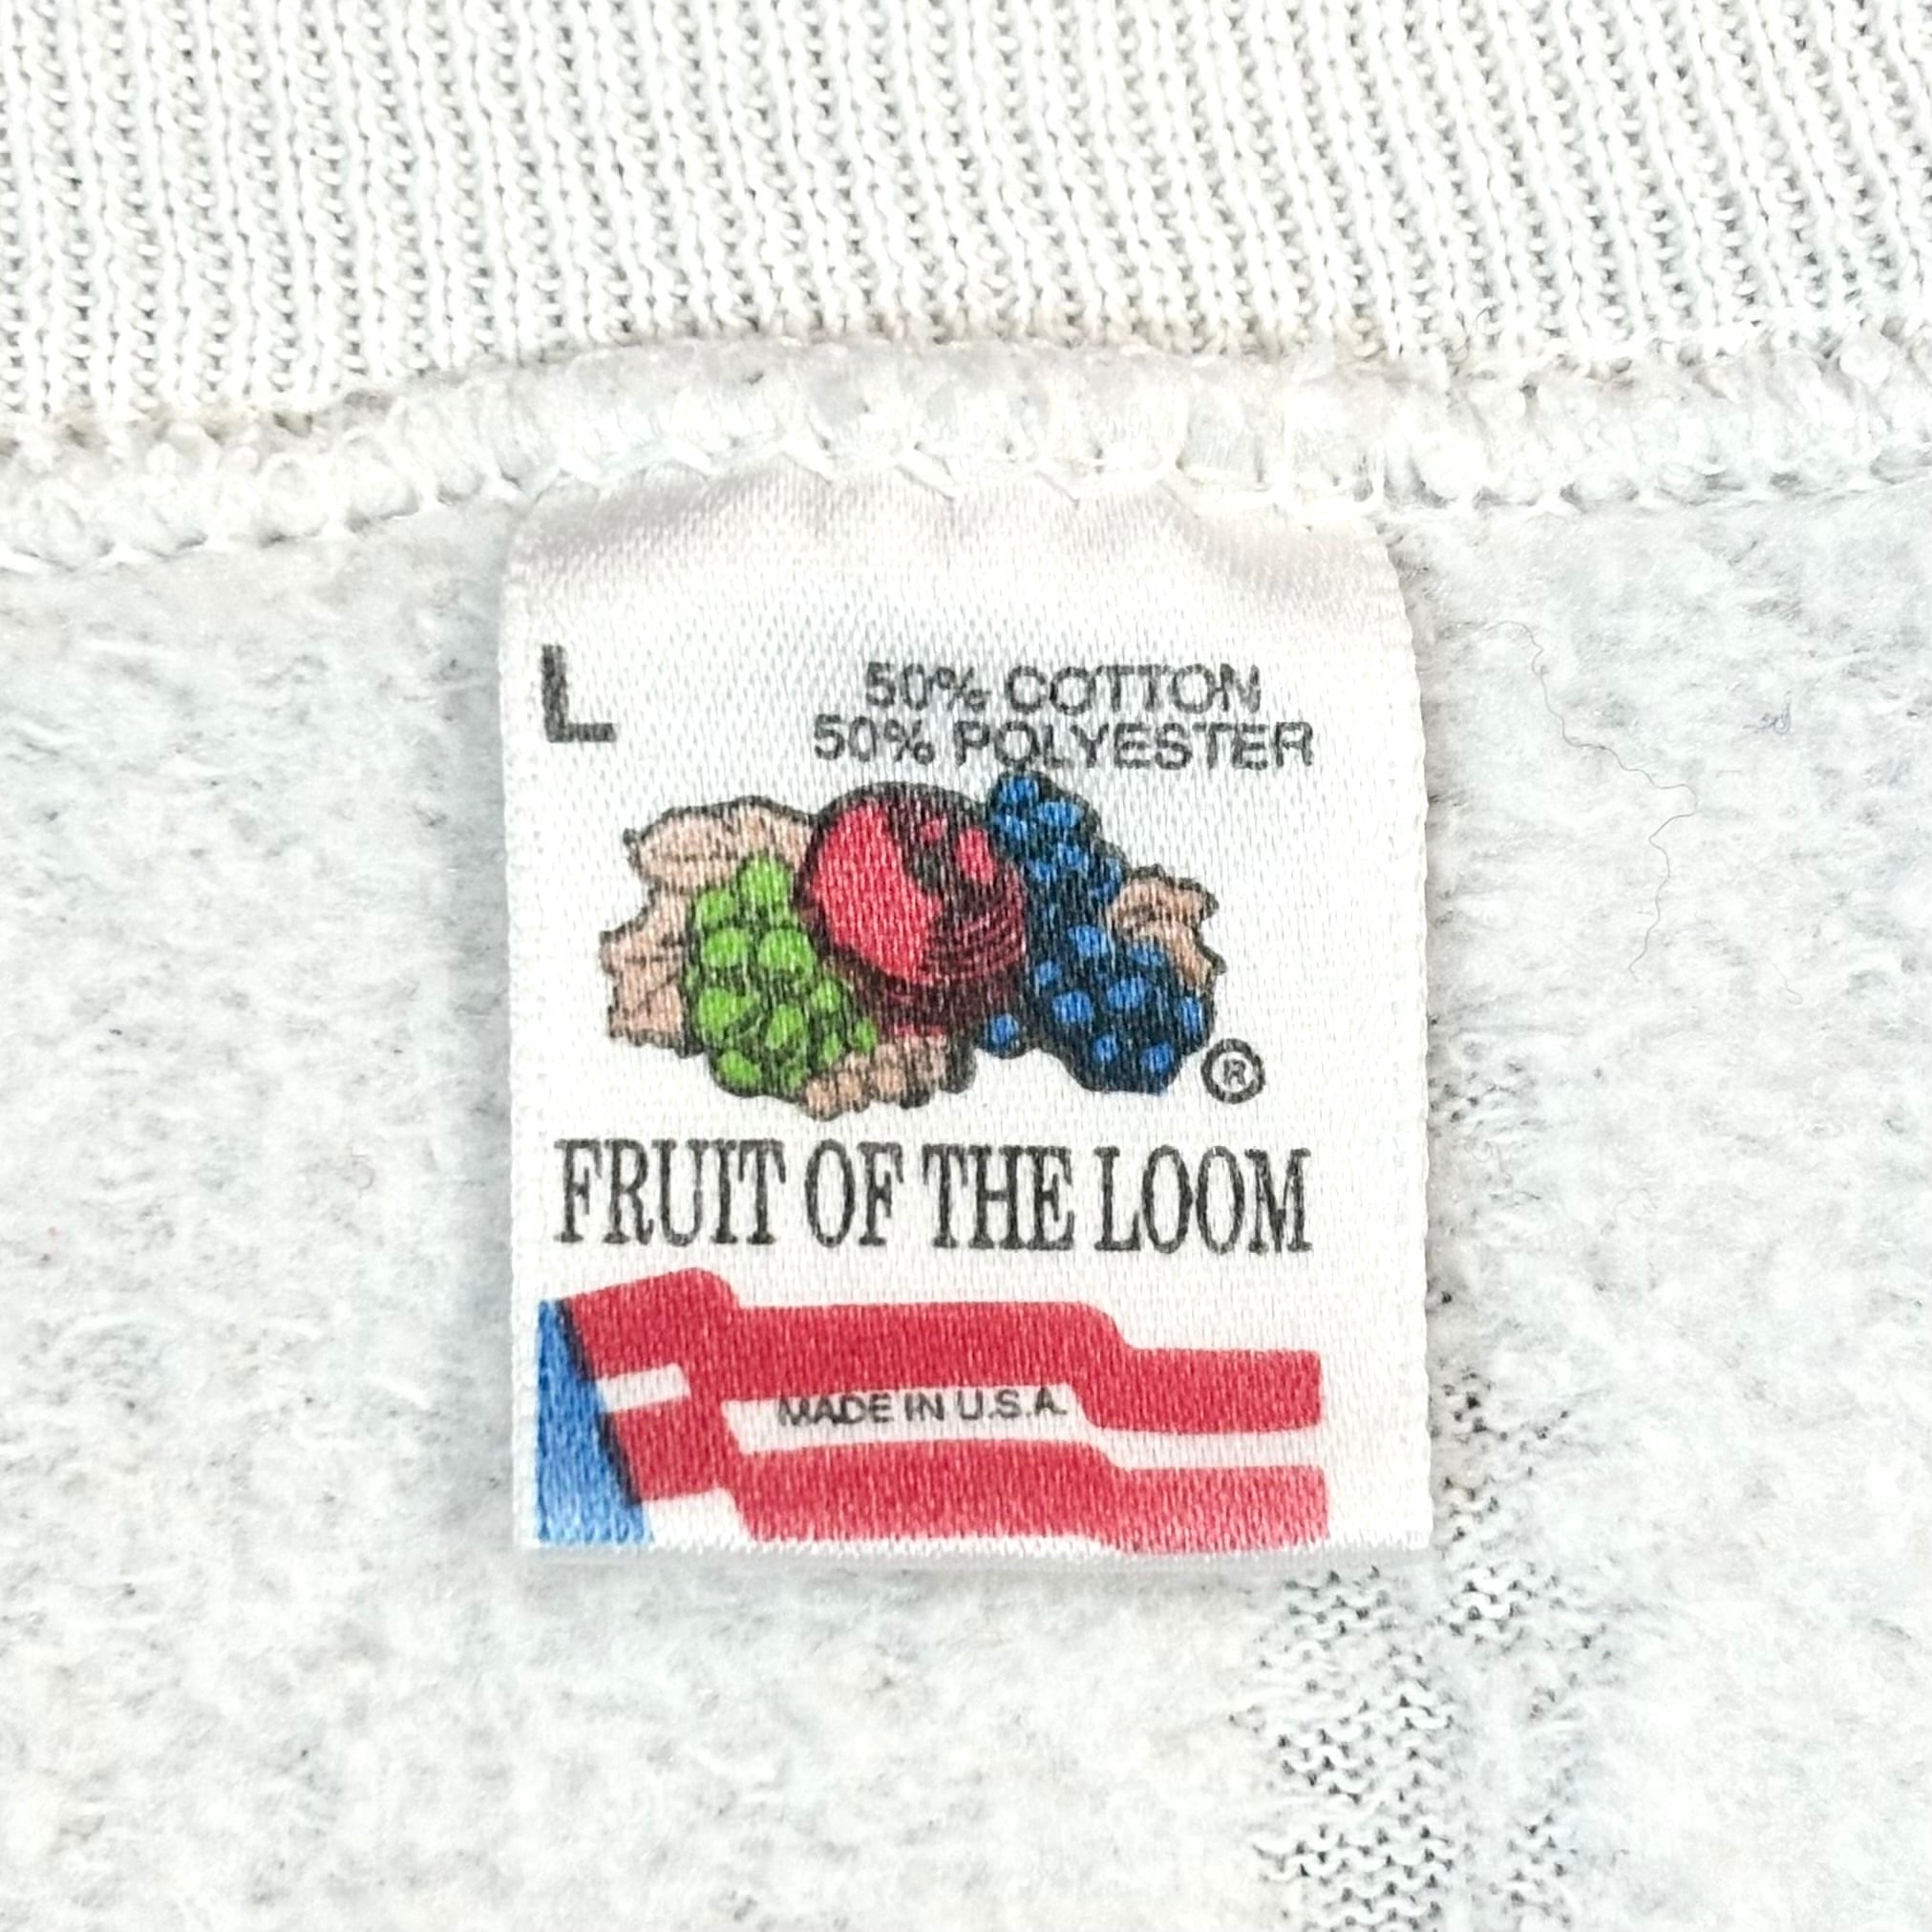 L
50% COTTON
50% POLYESTER
®
FRUIT OF THE LOOM
MADE IN U.S.A.